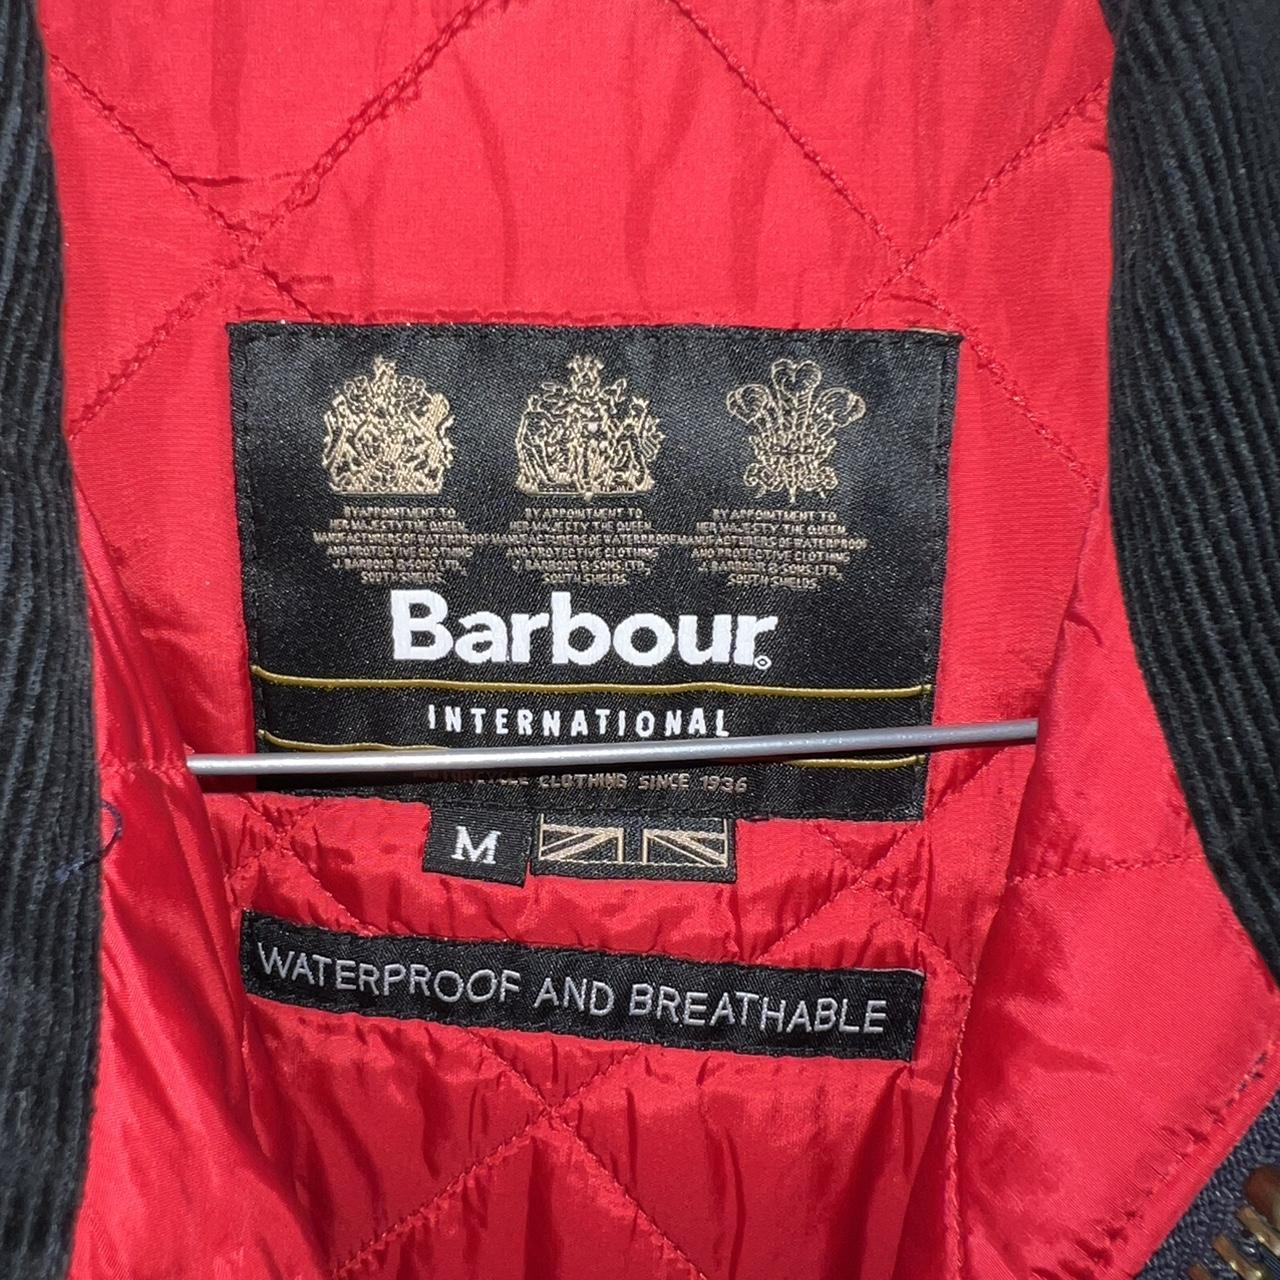 BY APPOINTMENT TO
HER MAJESTY THE QUEEN
MANUFACTURERS OF WATERPROOF
AND PROTECTIVE CLOTHING
J. BARBOUR & SONS LTD.
SOUTH SHIELDS
BY APPOINTMENT TO
HER MAJESTY THE QUEEN
MANUFACTURERS OF WATERPROOF
AND PROTECTIVE CLOTHING
J. BARBOUR & SONS LTD.
SOUTH SHIELDS
BY APPOINTMENT TO
HER MAJESTY THE QUEEN
MANUFACTURERS OF WATERPROOF
AND PROTECTIVE CLOTHING
J. BARBOUR & SONS LTD.
SOUTH SHIELDS
Barbour®
INTERNATIONAL
MOTORCYCLE CLOTHING SINCE 1936
M
WATERPROOF AND BREATHABLE